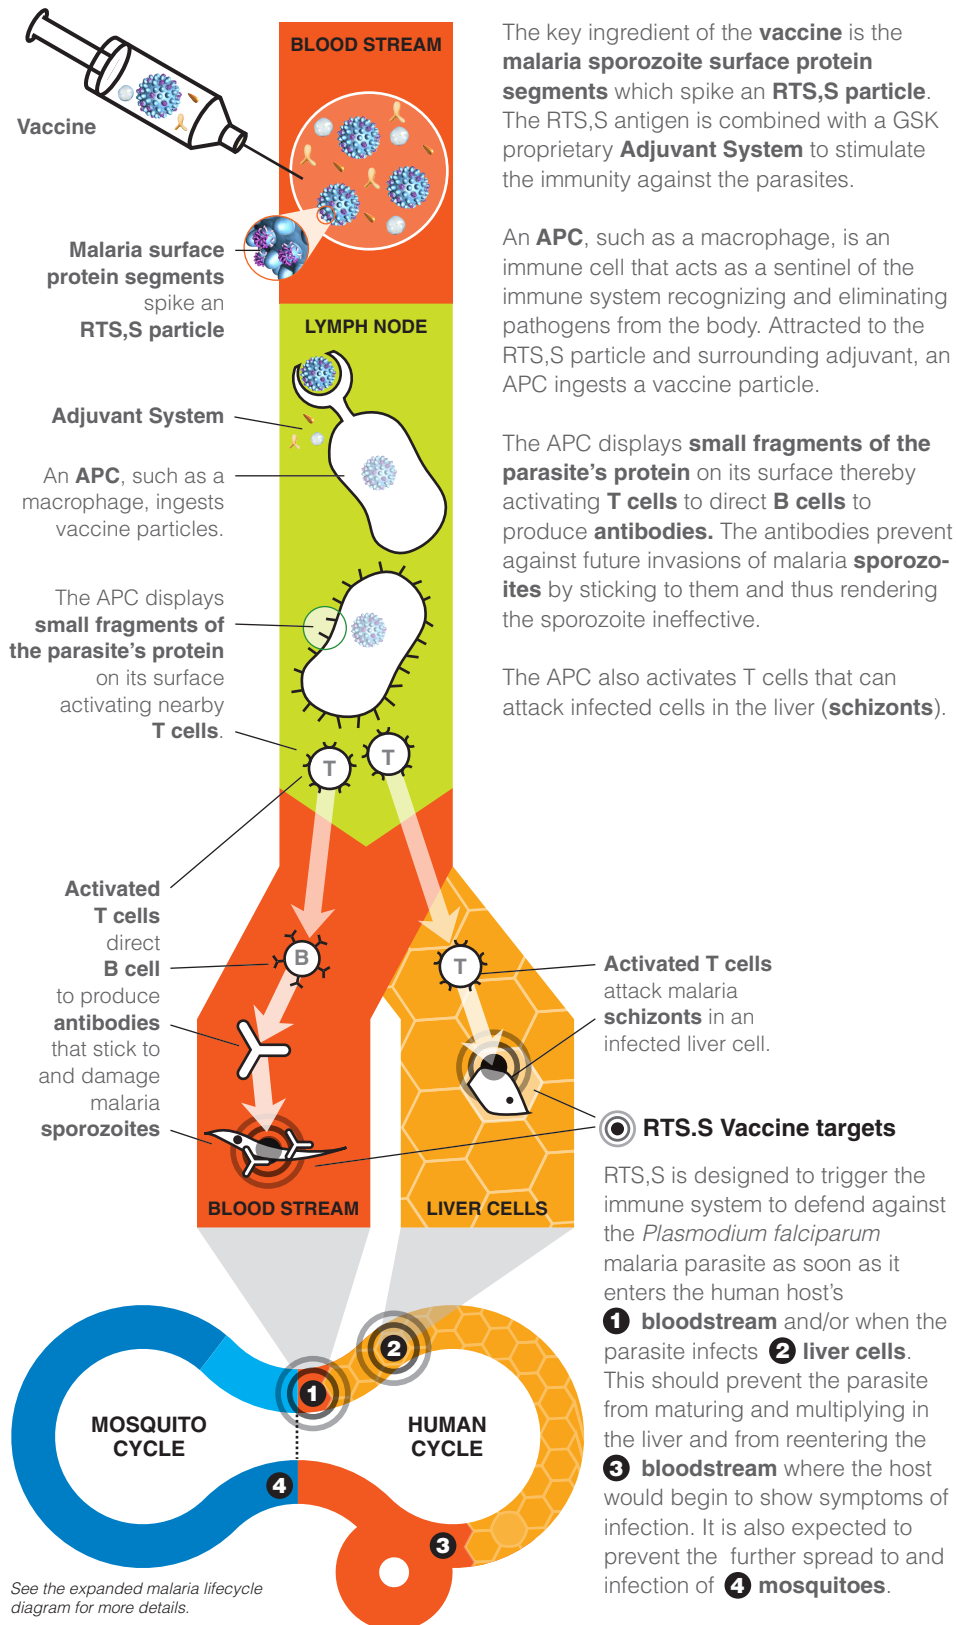 BLOOD STREAM
Vaccine
Malaria surface
protein segments
spike an
RTS,S particle
LYMPH NODE
Adjuvant System
An APC, such as a
macrophage, ingests
vaccine particles.
The APC displays
small fragments of
the parasite's protein
on its surface
activating nearby
T cells.
T
T
Activated
T cells
direct
B cell
to produce
antibodies
that stick to
and damage
malaria
sporozoites
B
T
Activated T cells
attack malaria
schizonts in an
infected liver cell.
BLOOD STREAM
LIVER CELLS
The key ingredient of the vaccine is the
malaria sporozoite surface protein
segments which spike an RTS,S particle.
The RTS,S antigen is combined with a GSK
proprietary Adjuvant System to stimulate
the immunity against the parasites.
An APC, such as a macrophage, is an
immune cell that acts as a sentinel of the
immune system recognizing and eliminating
pathogens from the body. Attracted to the
RTS,S particle and surrounding adjuvant, an
APC ingests a vaccine particle.
The APC displays small fragments of the
parasite's protein on its surface thereby
activating T cells to direct B cells to
produce antibodies. The antibodies prevent
against future invasions of malaria sporozo-
ites by sticking to them and thus rendering
the sporozoite ineffective.
The APC also activates T cells that can
attack infected cells in the liver (schizonts).
RTS.S Vaccine targets
RTS,S is designed to trigger the
immune system to defend against
the Plasmodium falciparum
malaria parasite as soon as it
enters the human host's
1 bloodstream and/or when the
parasite infects 2 liver cells.
This should prevent the parasite
from maturing and multiplying in
the liver and from reentering the
3 bloodstream where the host
would begin to show symptoms of
infection. It is also expected to
prevent the further spread to and
infection of 4 mosquitoes.
2
1
MOSQUITO
CYCLE
HUMAN
CYCLE
4
3
See the expanded malaria lifecycle
diagram for more details.